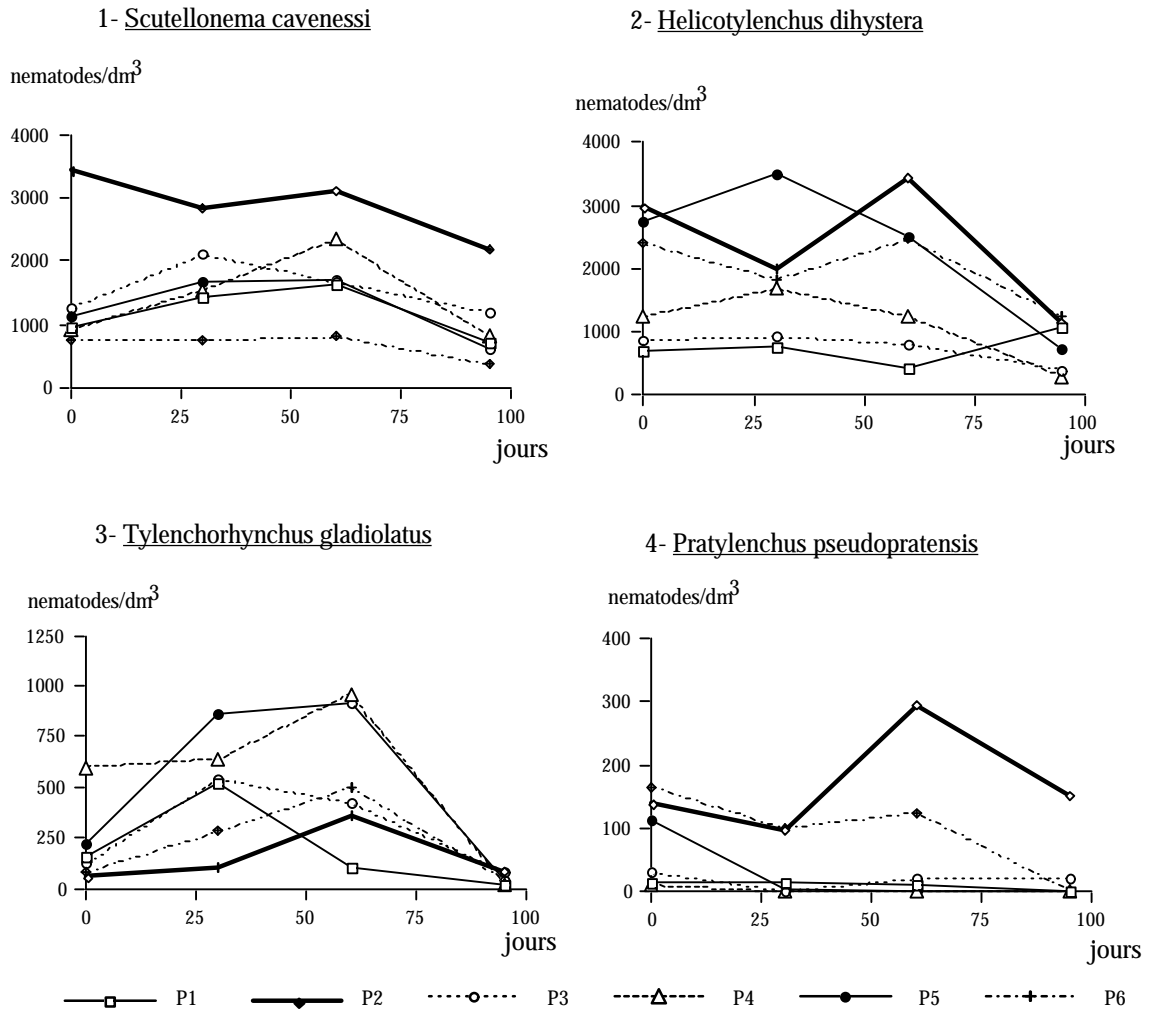 1- Scutellonema cavenessi
nematodes/dm3
4000
3000
2000
1000
0
0 25 50 75 100
jours
2- Helicotylenchus dihystera
nematodes/dm3
4000
3000
2000
1000
0
0 25 50 75 100
jours
3- Tylenchorhynchus gladiolatus
nematodes/dm3
1250
1000
750
500
250
0
0 25 50 75 100
jours
4- Pratylenchus pseudopratensis
nematodes/dm3
400
300
200
100
0
0 25 50 75 100
jours
P1 P2 P3 P4 P5 P6